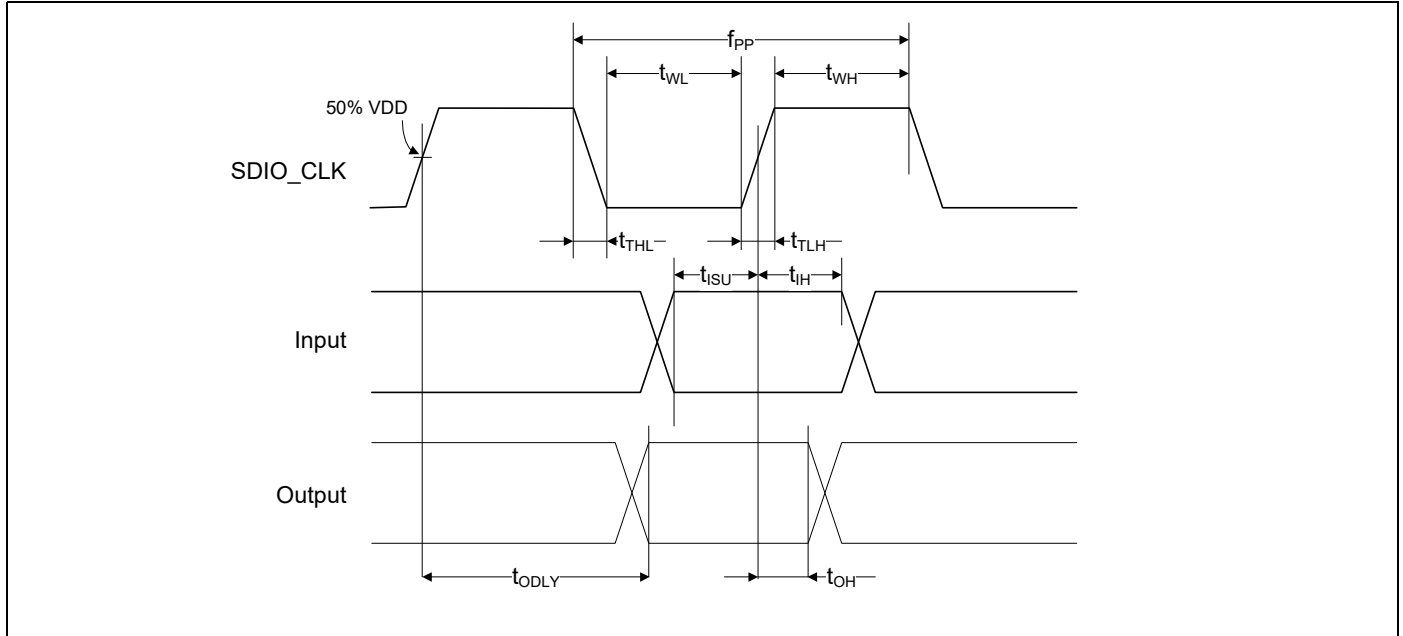 fPP
tWL
tWH
50% VDD
SDIO_CLK
tTHL
tTLH
tISU
tIH
Input
Output
tODLY
tOH